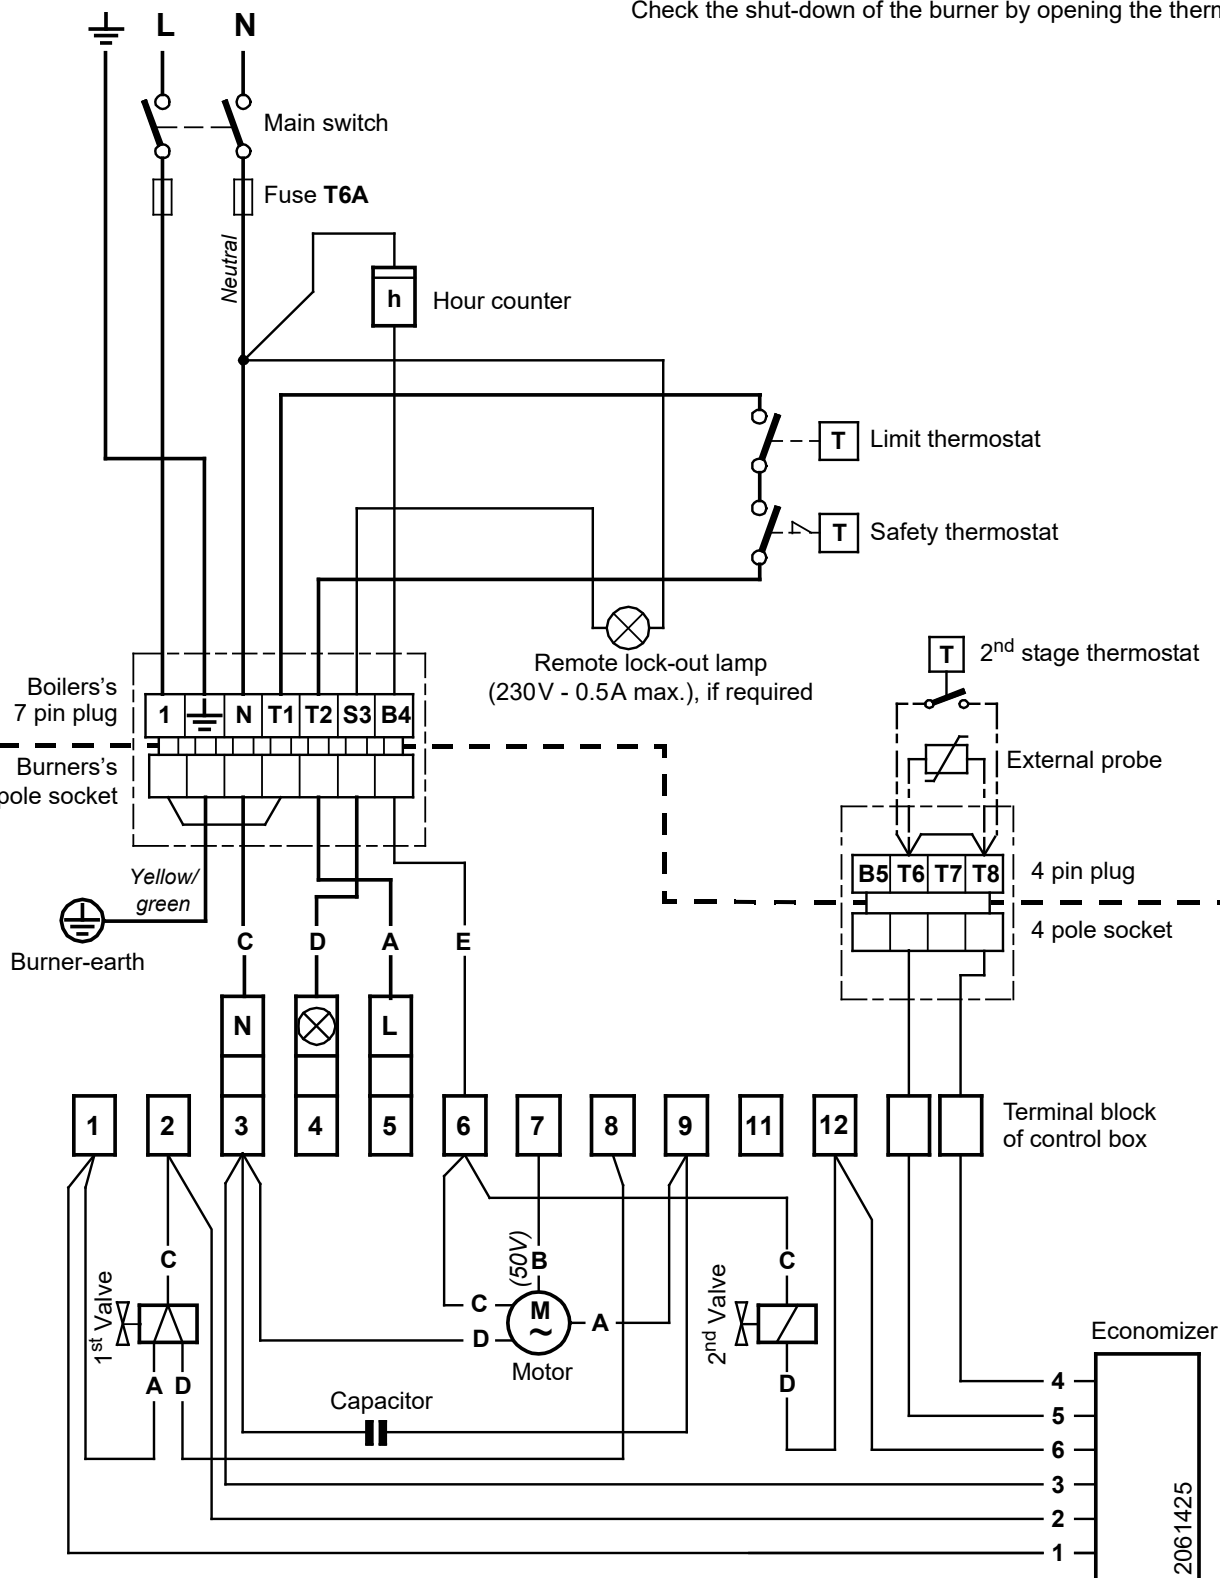 Check the shut-down of the burner by opening the therm
L N
Main switch
Fuse T6A
Neutral
h Hour counter
T Limit thermostat
T Safety thermostat
Remote lock-out lamp
(230V - 0.5A max.), if required
T 2nd stage thermostat
External probe
Boilers's
7 pin plug
1 N T1 T2 S3 B4
Burners's
pole socket
B5 T6 T7 T8
4 pin plug
4 pole socket
Yellow/
green
Burner-earth
C D A E
N L
1 2 3 4 5 6 7 8 9 11 12
Terminal block
of control box
C
1st Valve
A D
(50V)
B
C
D
M
~
A
Motor
Capacitor
C
2nd Valve
D
Economizer
4
5
6
3
2
1
2061425